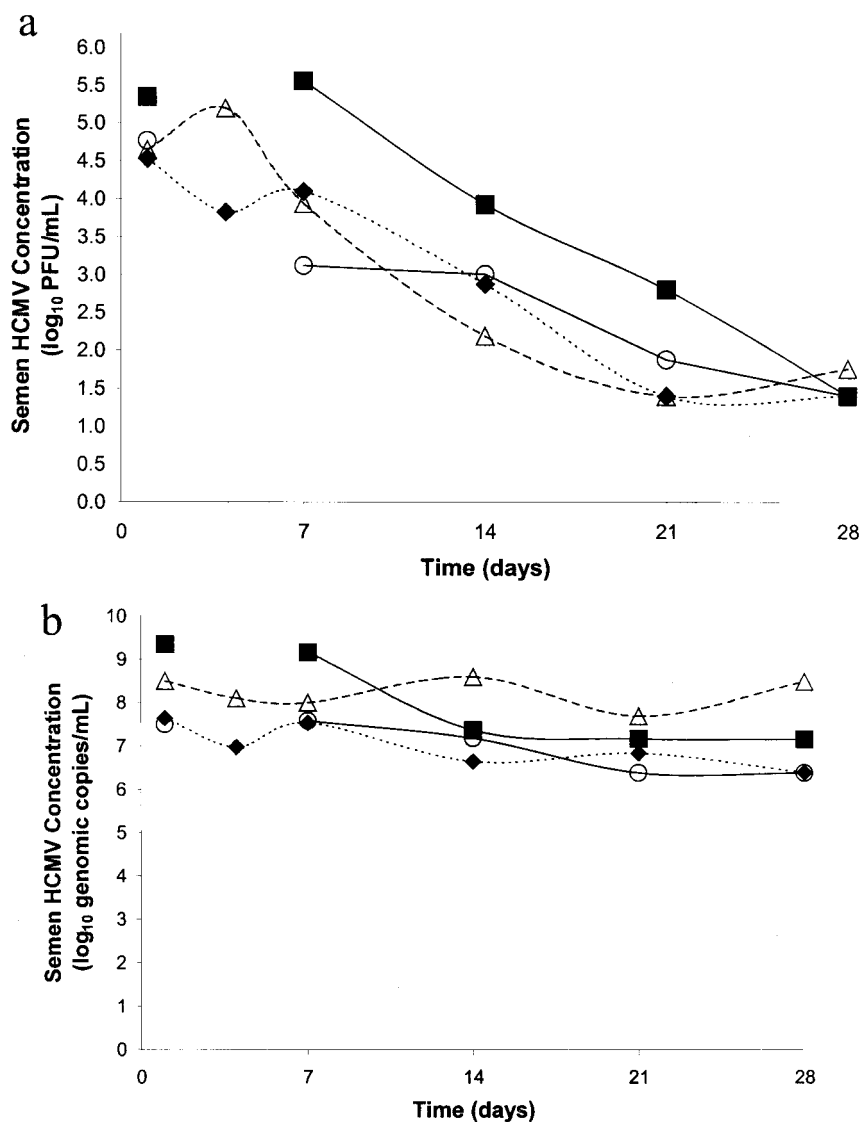 a
Semen HCMV Concentration
(log₁₀ PFU/mL)
6.0
5.5
5.0
4.5
4.0
3.5
3.0
2.5
2.0
1.5
1.0
0.5
0.0
0 7 14 21 28
Time (days)
b
Semen HCMV Concentration
(log₁₀ genomic copies/mL)
10
9
8
7
6
5
4
3
2
1
0
0 7 14 21 28
Time (days)